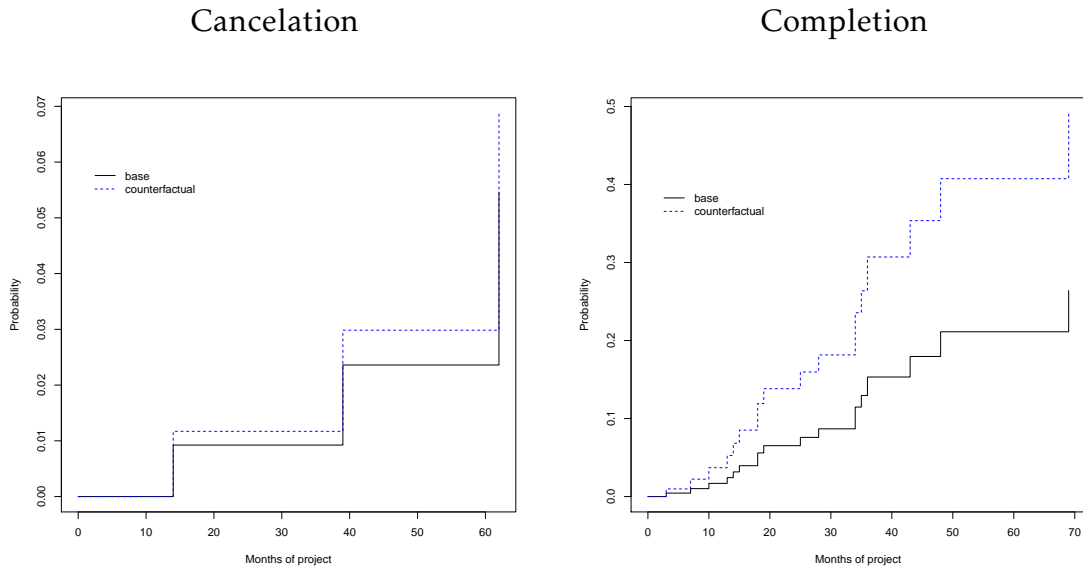 Cancelation
0.07
0.06
0.05
0.04
0.03
0.02
0.01
0.00
Probability
base
counterfactual
0 10 20 30 40 50 60
Months of project
Completion
0.5
0.4
0.3
0.2
0.1
0.0
Probability
base
counterfactual
0 10 20 30 40 50 60 70
Months of project